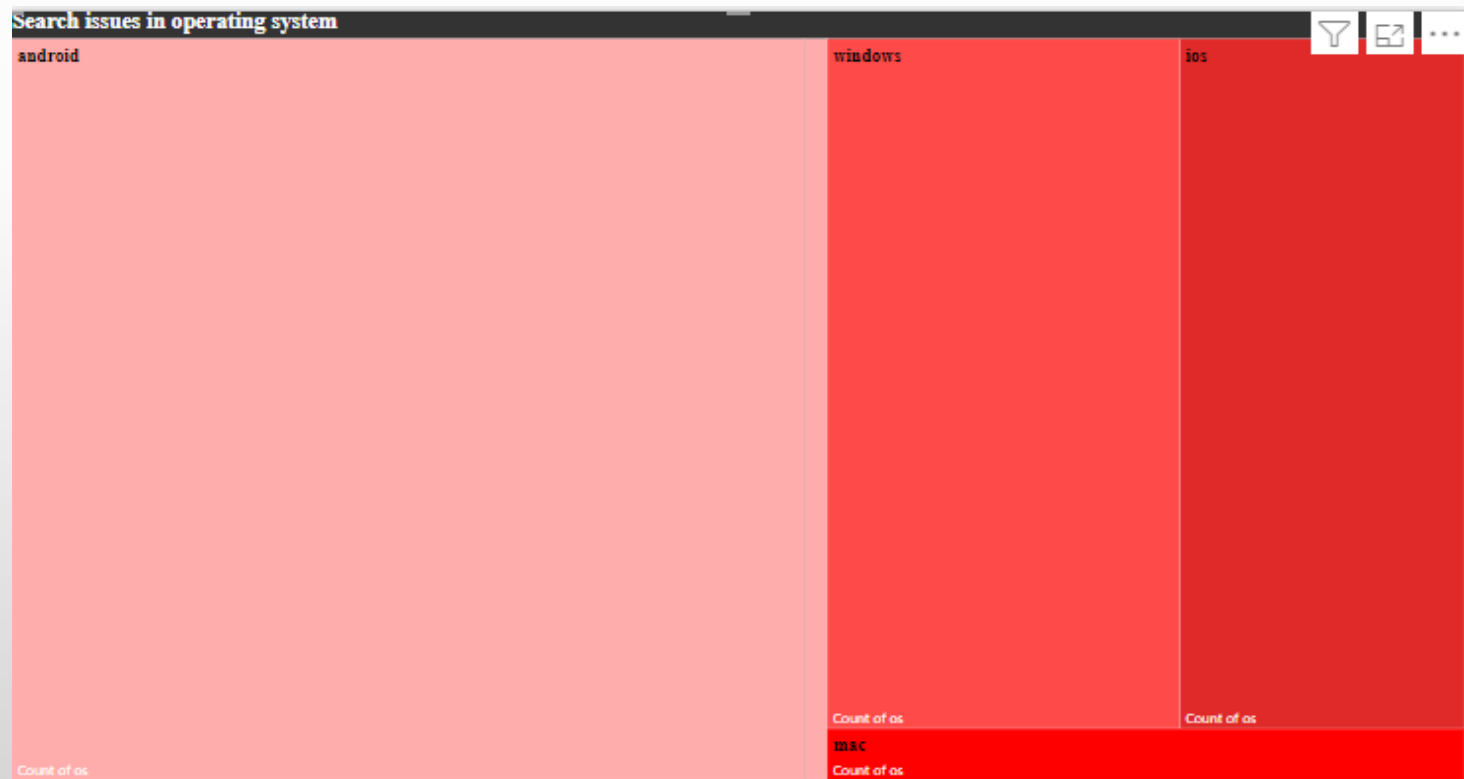 Search issues in operating system
android
Count of os
windows
Count of os
ios
Count of os
mac
Count of os